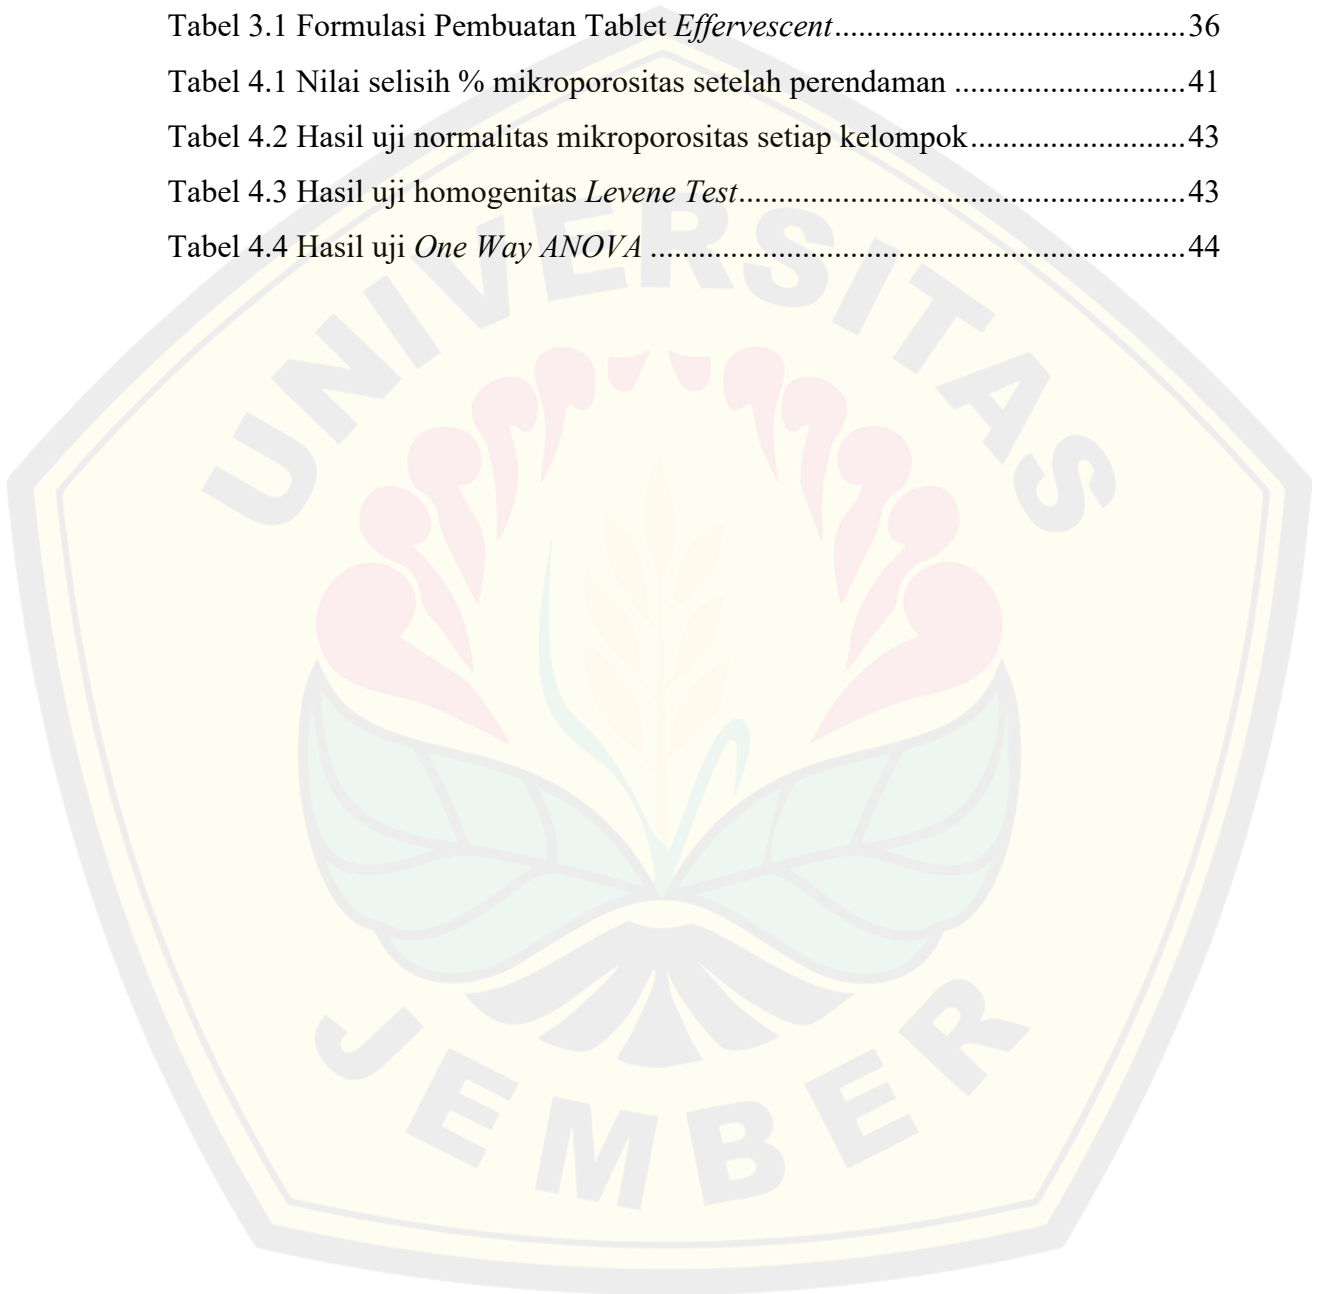 Tabel 3.1 Formulasi Pembuatan Tablet Effervescent............................................36
Tabel 4.1 Nilai selisih % mikroporositas setelah perendaman .............................41
Tabel 4.2 Hasil uji normalitas mikroporositas setiap kelompok...........................43
Tabel 4.3 Hasil uji homogenitas Levene Test........................................................43
Tabel 4.4 Hasil uji One Way ANOVA ...................................................................44
UNIVERSITAS
JEMBER